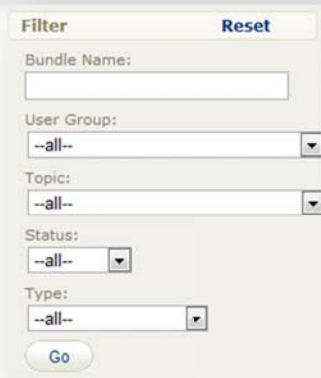 Filter Reset
Bundle Name:
User Group:
--all--
Topic:
--all--
Status:
--all--
Type:
--all--
Go